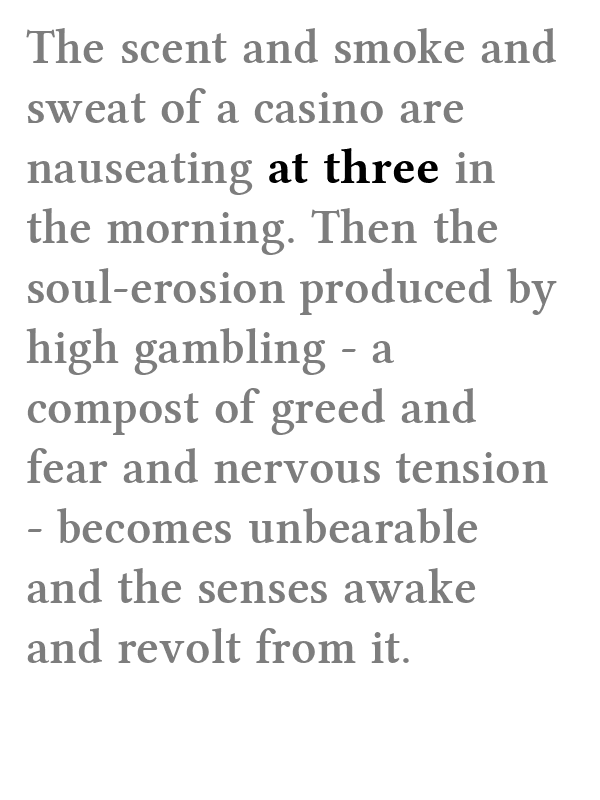 The scent and smoke and
sweat of a casino are
nauseating at three in
the morning. Then the
soul-erosion produced by
high gambling - a
compost of greed and
fear and nervous tension
- becomes unbearable
and the senses awake
and revolt from it.